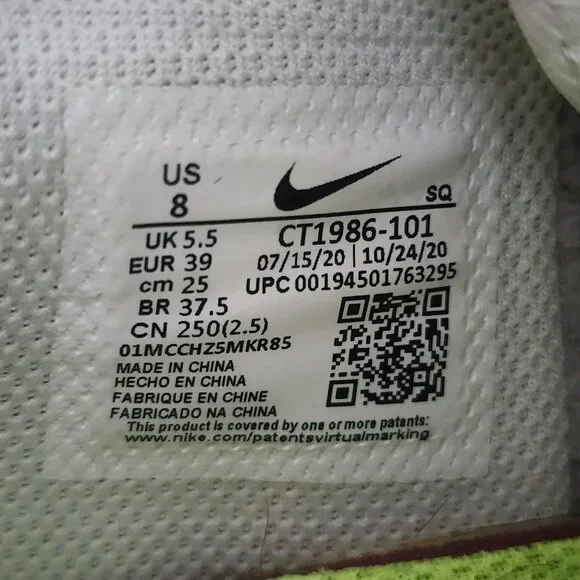 US
8
SQ
UK 5.5
EUR 39
cm 25
BR 37.5
CN 250(2.5)
CT1986-101
07/15/20 | 10/24/20
UPC 00194501763295
01MCCHZ5MKR85
MADE IN CHINA
HECHO EN CHINA
FABRIQUE EN CHINE
FABRICADO NA CHINA
This product is covered by one or more patents:
www.nike.com/patentsvirtualmarking